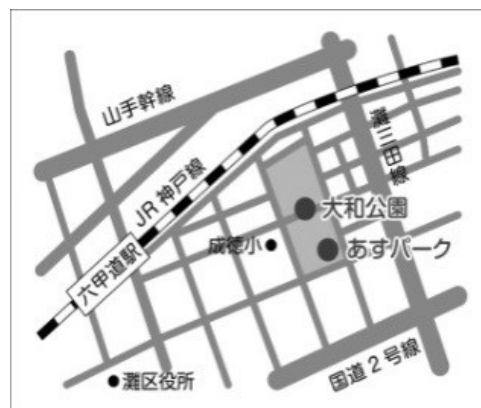 山手幹線
JR神戸線
灘三田線
大和公園
成徳小
あすパーク
六甲道駅
国道2号線
灘区役所